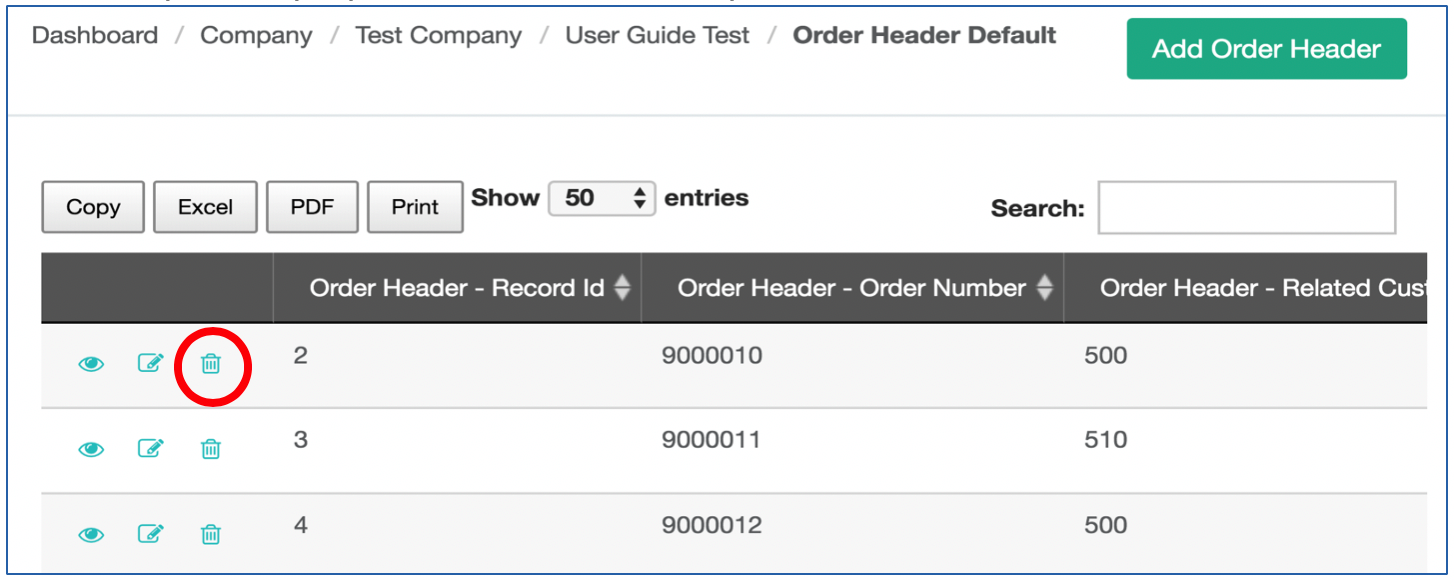 Dashboard / Company / Test Company / User Guide Test / Order Header Default
Add Order Header
Copy Excel PDF Print Show 50 entries Search:
Order Header - Record Id Order Header - Order Number Order Header - Related Cust
2 9000010 500
3 9000011 510
4 9000012 500